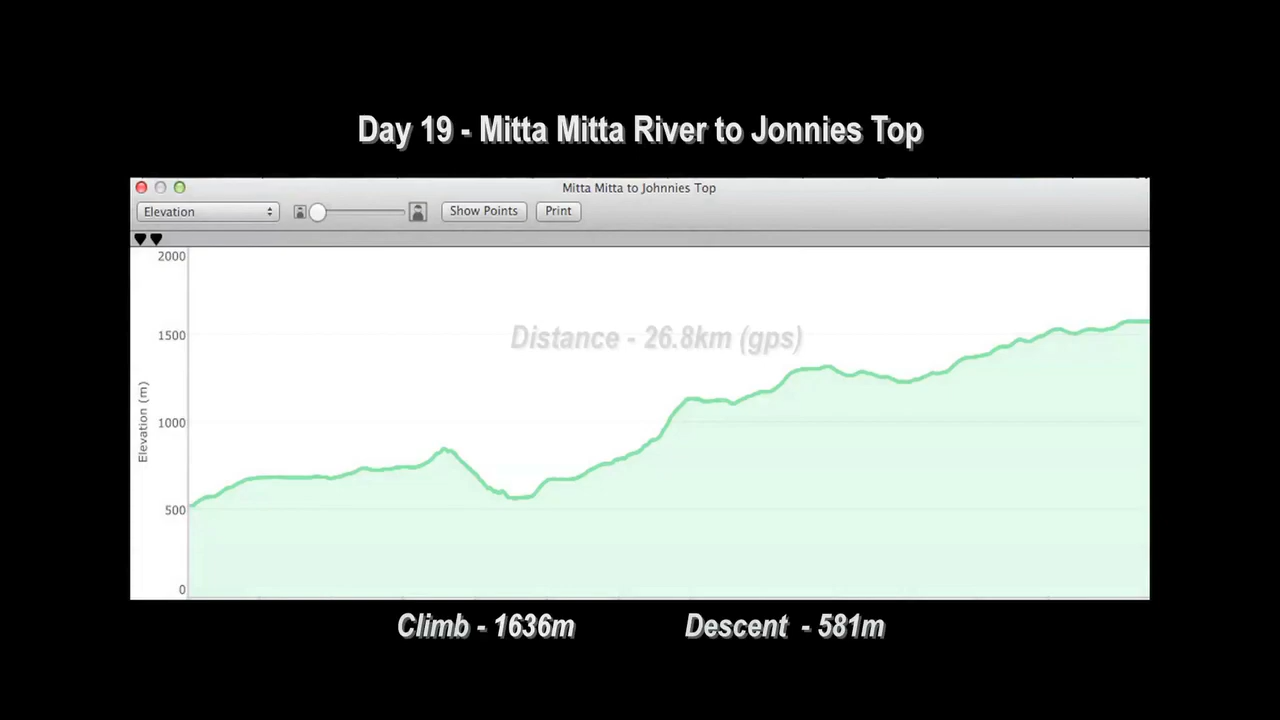 Day 19 - Mitta Mitta River to Jonnies Top
Mitta Mitta to Johnnies Top
Elevation
Show Points
Print
2000
1500
1000
500
0
Elevation (m)
Distance - 26.8km (gps)
Climb - 1636m
Descent - 581m